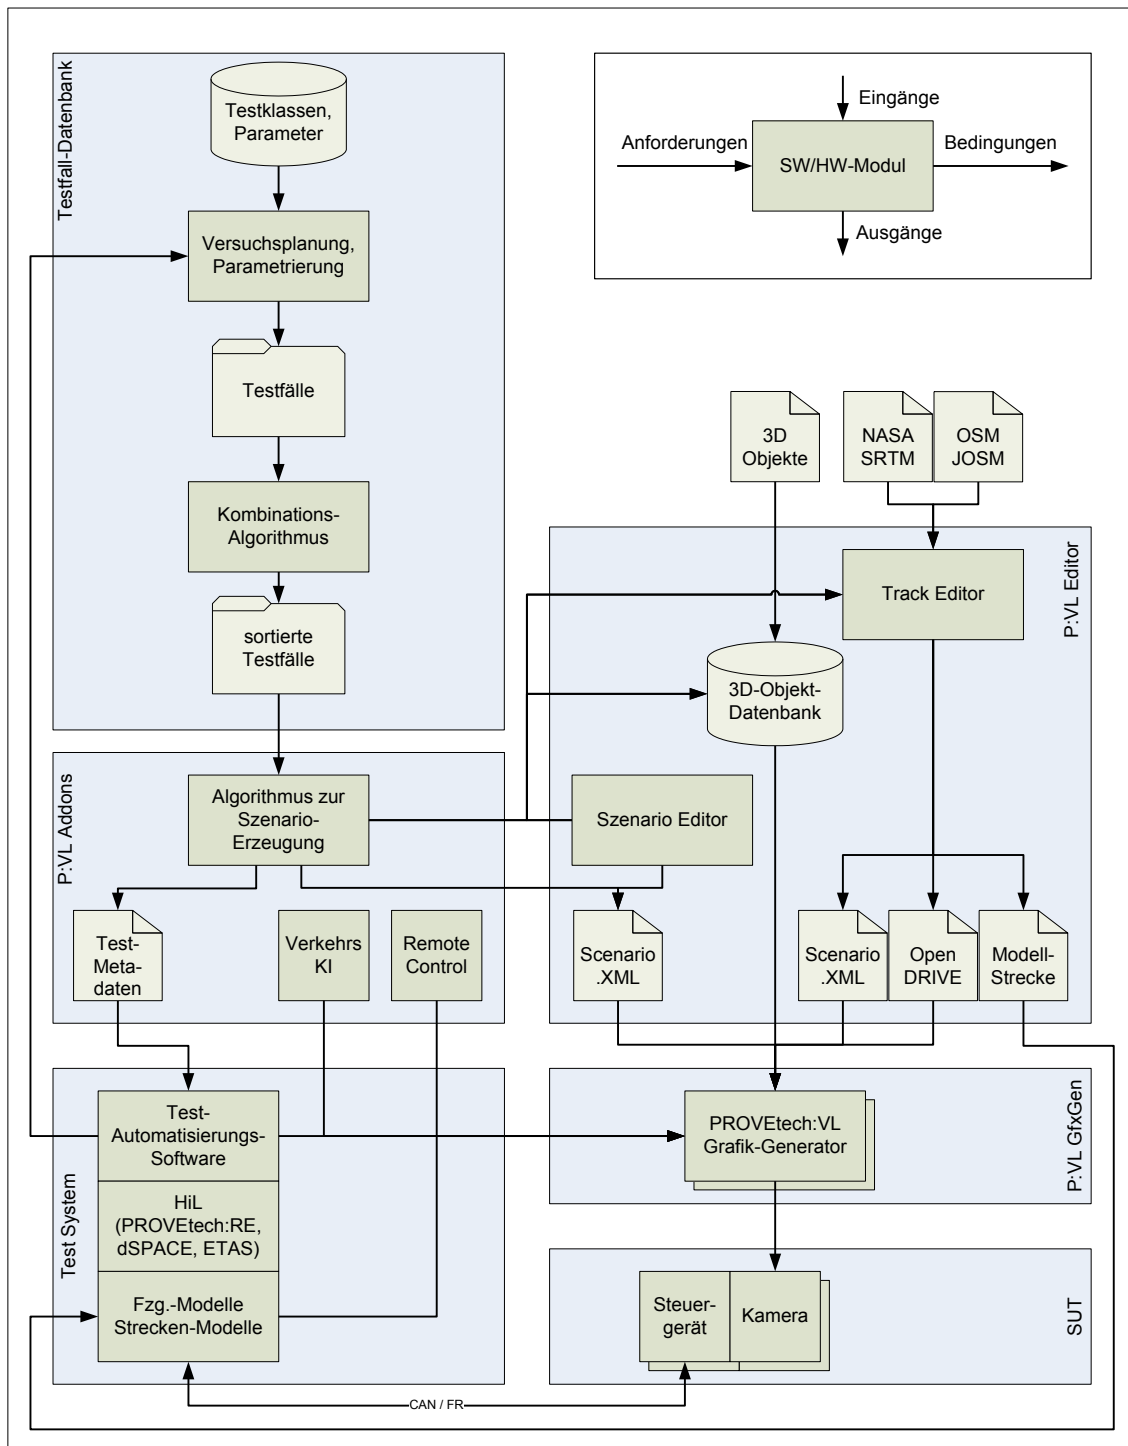 Testfall-Datenbank
Testklassen,
Parameter
Versuchsplanung,
Parametrierung
Testfälle
Kombinations-
Algorithmus
sortierte
Testfälle
Eingänge
Anforderungen
SW/HW-Modul
Bedingungen
Ausgänge
3D
Objekte
NASA
SRTM
OSM
JOSM
P:VL Editor
Track Editor
3D-Objekt-
Datenbank
Szenario Editor
Scenario
.XML
Scenario
.XML
Open
DRIVE
Modell-
Strecke
P:VL Addons
Algorithmus zur
Szenario-
Erzeugung
Test-
Meta-
daten
Verkehrs
KI
Remote
Control
Test System
Test-
Automatisierungs-
Software
HiL
(PROVEtech:RE,
dSPACE, ETAS)
Fzg.-Modelle
Strecken-Modelle
P:VL GfxGen
PROVEtech:VL
Grafik-Generator
SUT
Steuer-
gerät
Kamera
CAN / FR